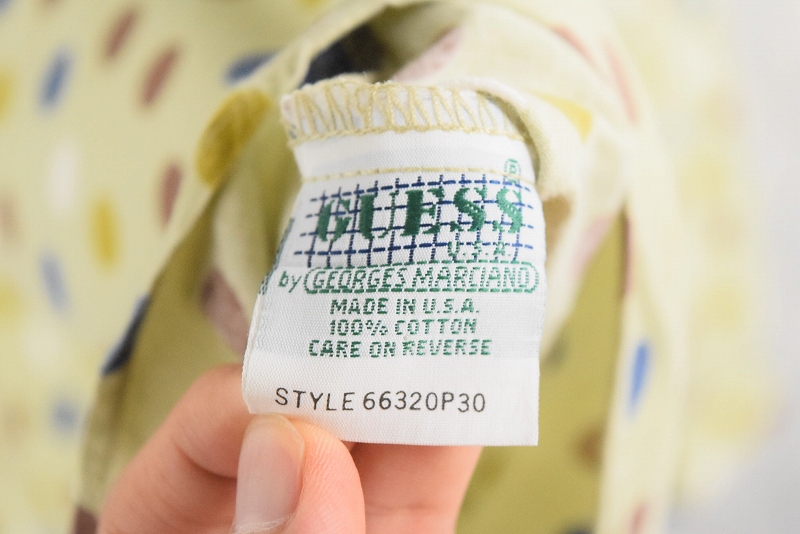 ®
GUESS
U.S.A.
by GEORGES MARCIANO
MADE IN U.S.A.
100% COTTON
CARE ON REVERSE
STYLE 66320P30